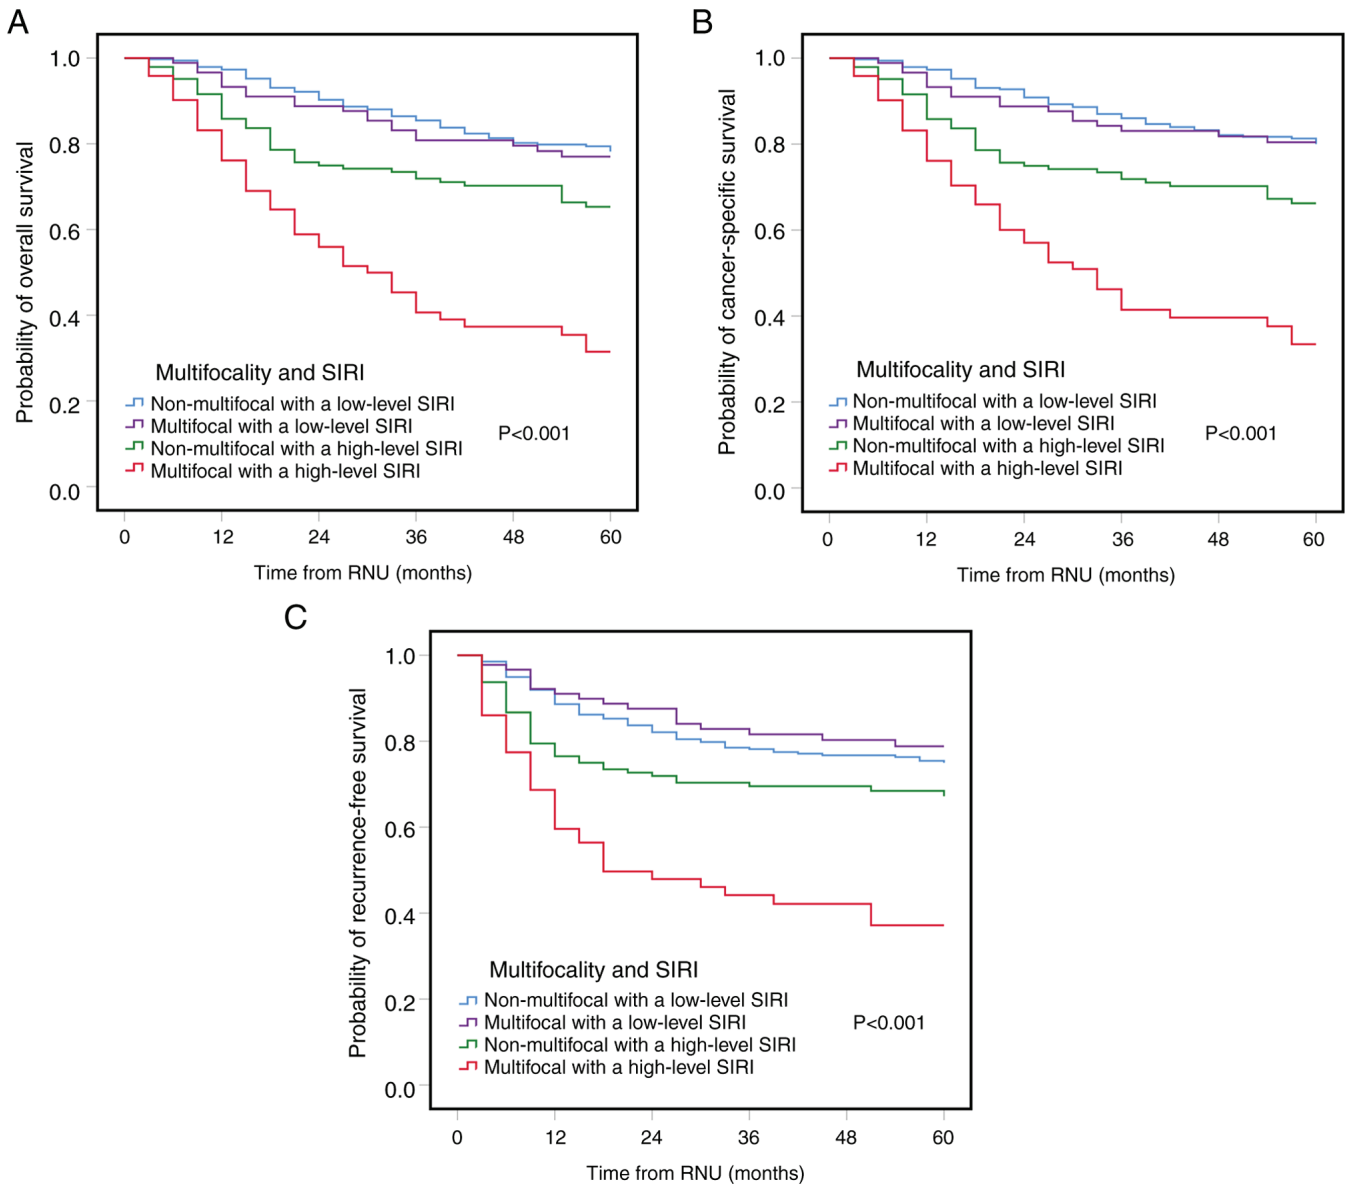 A
Probability of overall survival
1.0
0.8
0.6
0.4
0.2
0.0
Multifocality and SIRI
Non-multifocal with a low-level SIRI
Multifocal with a low-level SIRI
Non-multifocal with a high-level SIRI
Multifocal with a high-level SIRI
P<0.001
0 12 24 36 48 60
Time from RNU (months)
B
Probability of cancer-specific survival
1.0
0.8
0.6
0.4
0.2
0.0
Multifocality and SIRI
Non-multifocal with a low-level SIRI
Multifocal with a low-level SIRI
Non-multifocal with a high-level SIRI
Multifocal with a high-level SIRI
P<0.001
0 12 24 36 48 60
Time from RNU (months)
C
Probability of recurrence-free survival
1.0
0.8
0.6
0.4
0.2
0.0
Multifocality and SIRI
Non-multifocal with a low-level SIRI
Multifocal with a low-level SIRI
Non-multifocal with a high-level SIRI
Multifocal with a high-level SIRI
P<0.001
0 12 24 36 48 60
Time from RNU (months)